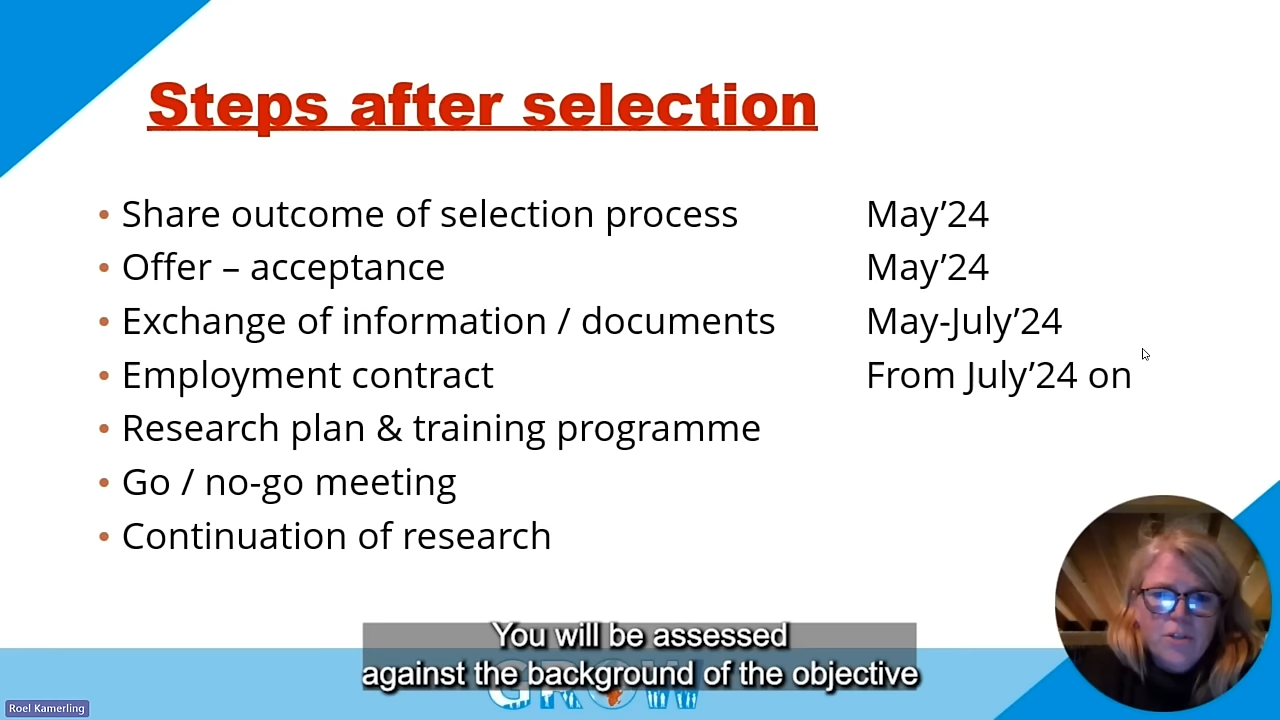 Steps after selection
• Share outcome of selection process May’24
• Offer – acceptance May’24
• Exchange of information / documents May-July’24
• Employment contract From July’24 on
• Research plan & training programme
• Go / no-go meeting
• Continuation of research
You will be assessed
against the background of the objective
GROW
Roel Kamerling